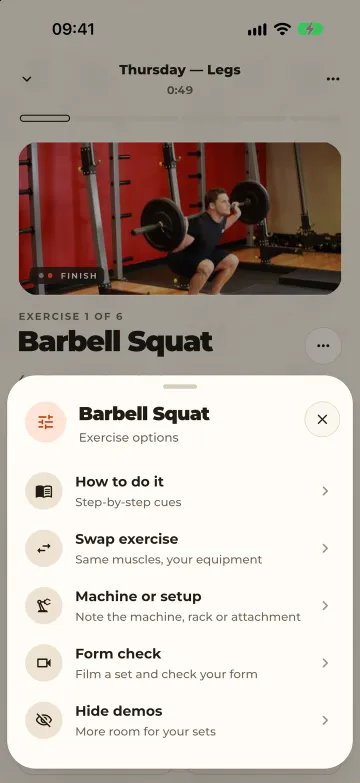 09:41
Thursday — Legs
0:49
FINISH
EXERCISE 1 OF 6
Barbell Squat
Barbell Squat
Exercise options
How to do it
Step-by-step cues
Swap exercise
Same muscles, your equipment
Machine or setup
Note the machine, rack or attachment
Form check
Film a set and check your form
Hide demos
More room for your sets